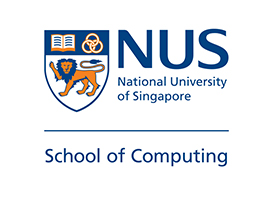 NUS
National University
of Singapore
School of Computing